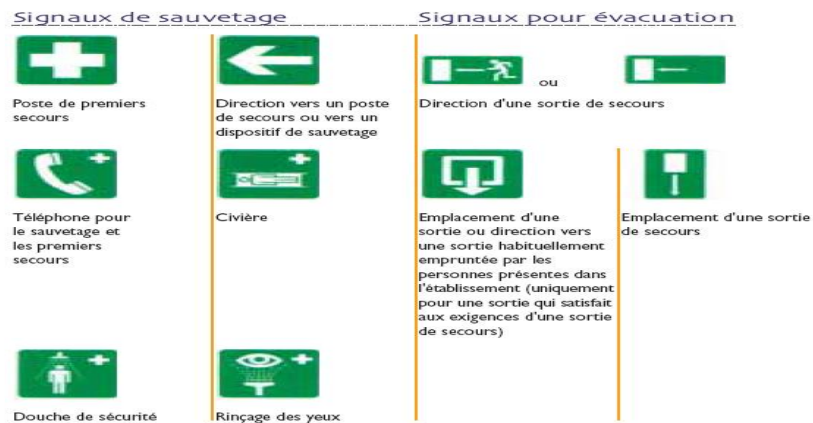 Signaux de sauvetage
Signaux pour évacuation
Poste de premiers
secours
Direction vers un poste
de secours ou vers un
dispositif de sauvetage
ou
Direction d'une sortie de secours
Téléphone pour
le sauvetage et
les premiers
secours
Civière
Emplacement d'une
sortie ou direction vers
une sortie habituellement
empruntée par les
personnes présentes dans
l'établissement (uniquement
pour une sortie qui satisfait
aux exigences d'une sortie
de secours)
Emplacement d'une sortie
de secours
Douche de sécurité
Rinçage des yeux